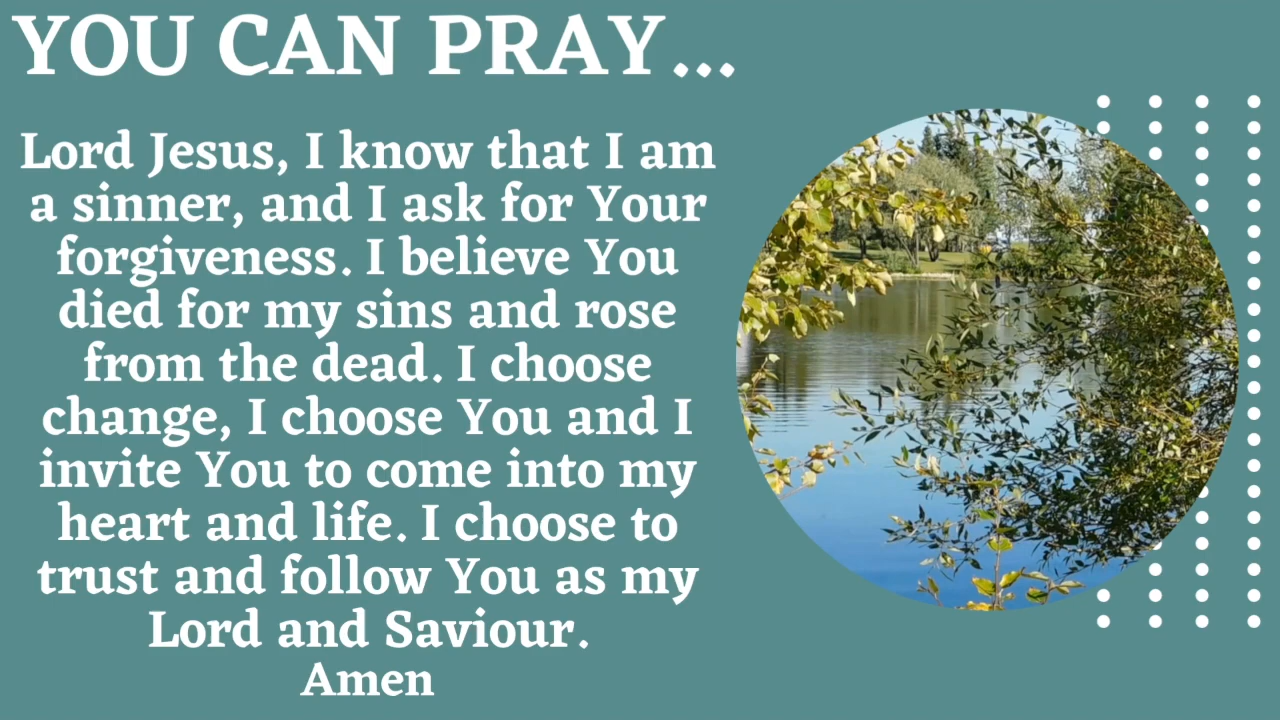 YOU CAN PRAY...
Lord Jesus, I know that I am
a sinner, and I ask for Your
forgiveness. I believe You
died for my sins and rose
from the dead. I choose
change, I choose You and I
invite You to come into my
heart and life. I choose to
trust and follow You as my
Lord and Saviour.
Amen